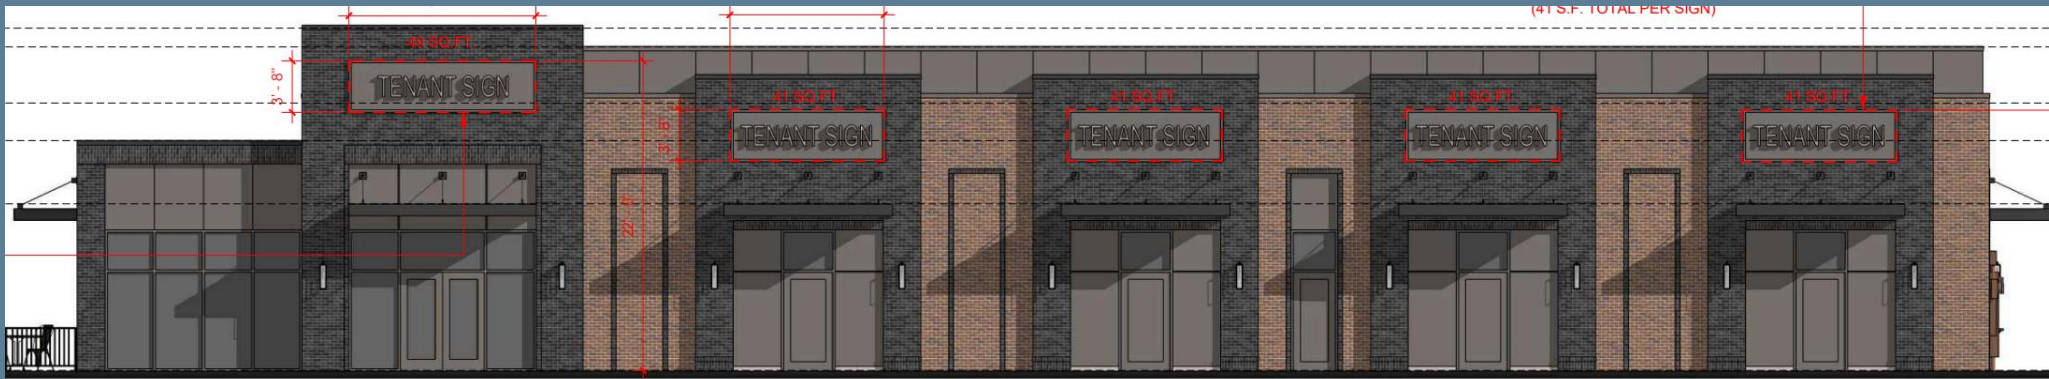 (41 S.F. TOTAL PER SIGN)
49 SQ.FT.
3' - 8"
TENANT SIGN
22' - 0"
41 SQ.FT.
3' - 8"
TENANT SIGN
41 SQ.FT.
TENANT SIGN
41 SQ.FT.
TENANT SIGN
41 SQ.FT.
TENANT SIGN